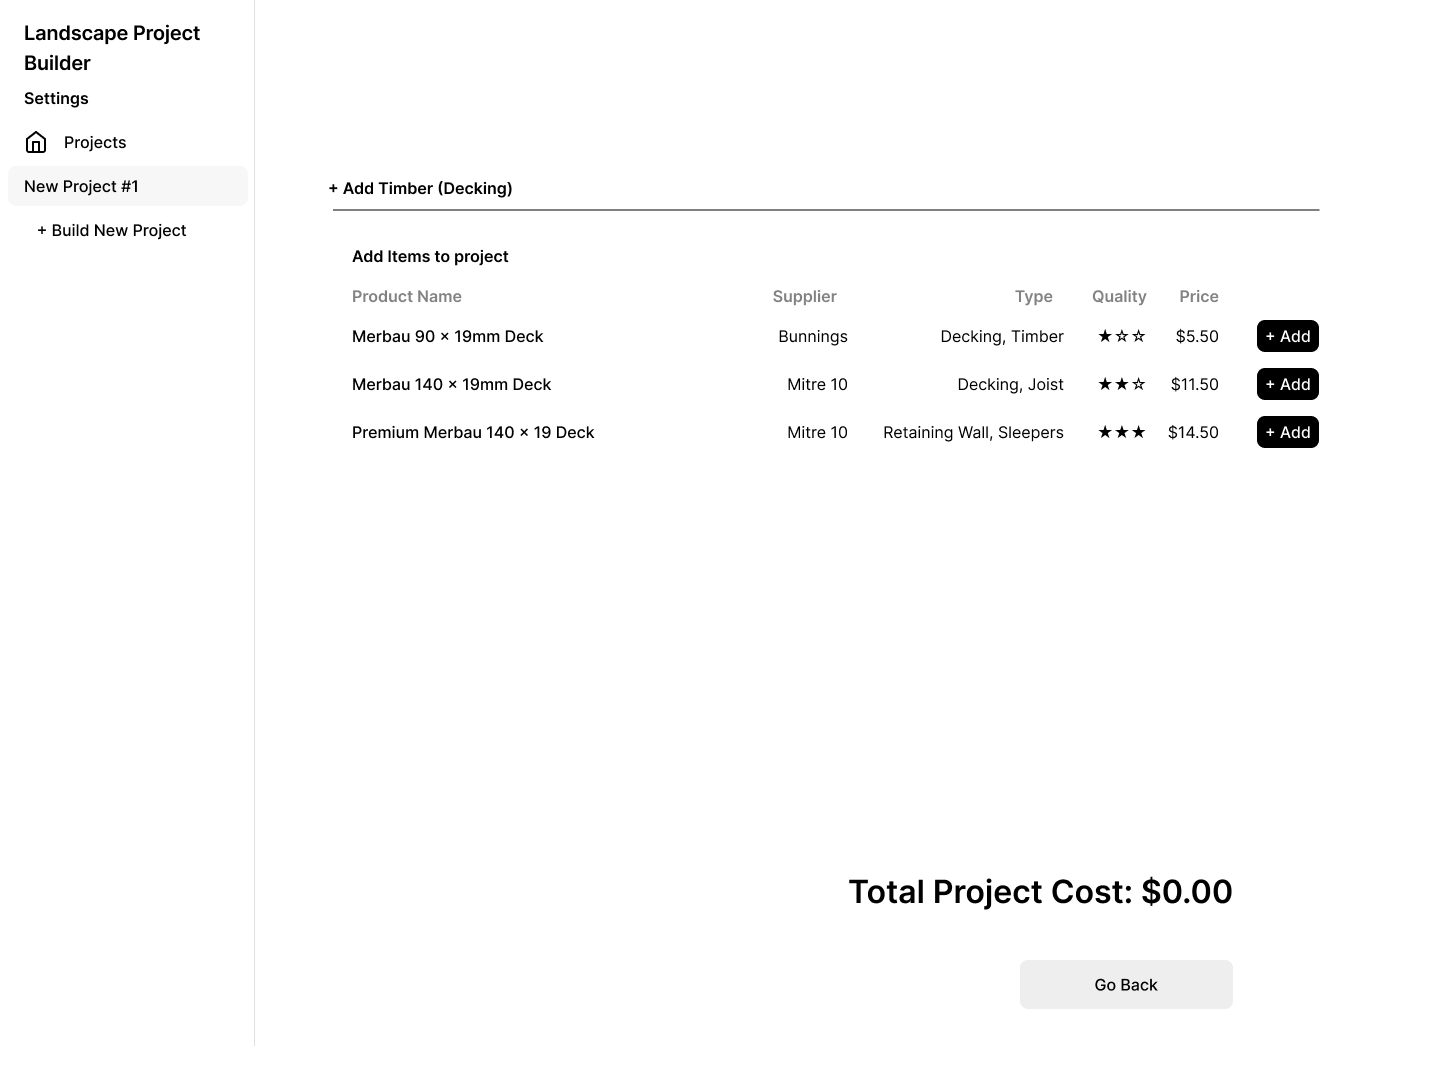 Landscape Project
Builder
Settings
Projects
New Project #1
+ Build New Project
+ Add Timber (Decking)
Add Items to project
Product Name Supplier Type Quality Price
Merbau 90 x 19mm Deck Bunnings Decking, Timber ★☆☆ $5.50 + Add
Merbau 140 x 19mm Deck Mitre 10 Decking, Joist ★★☆ $11.50 + Add
Premium Merbau 140 x 19 Deck Mitre 10 Retaining Wall, Sleepers ★★★ $14.50 + Add
Total Project Cost: $0.00
Go Back